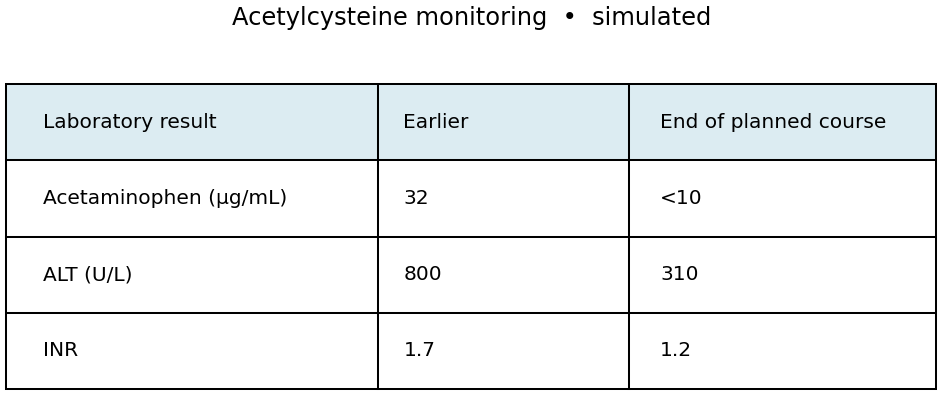 Acetylcysteine monitoring • simulated
Laboratory result Earlier End of planned course
Acetaminophen (µg/mL) 32 <10
ALT (U/L) 800 310
INR 1.7 1.2